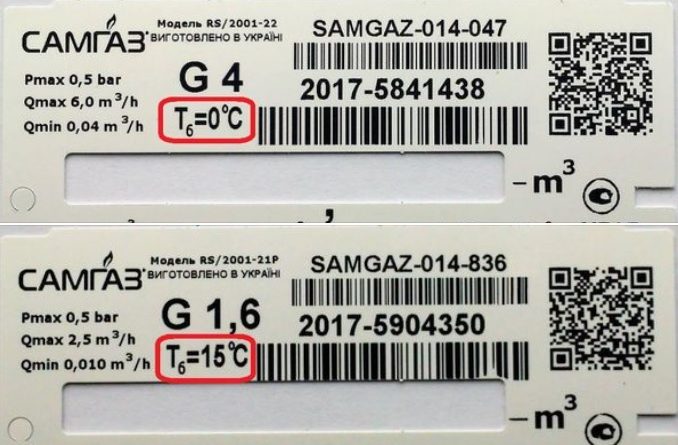 САМГАЗ®
Модель RS/2001-22
ВИГОТОВЛЕНО В УКРАЇНІ
SAMGAZ-014-047
Pmax 0,5 bar
Qmax 6,0 m³/h
Qmin 0,04 m³/h
G 4
T₆=0°C
2017-5841438
–m³
САМГАЗ®
Модель RS/2001-21P
ВИГОТОВЛЕНО В УКРАЇНІ
SAMGAZ-014-836
Pmax 0,5 bar
Qmax 2,5 m³/h
Qmin 0,010 m³/h
G 1,6
T₆=15°C
2017-5904350
–m³